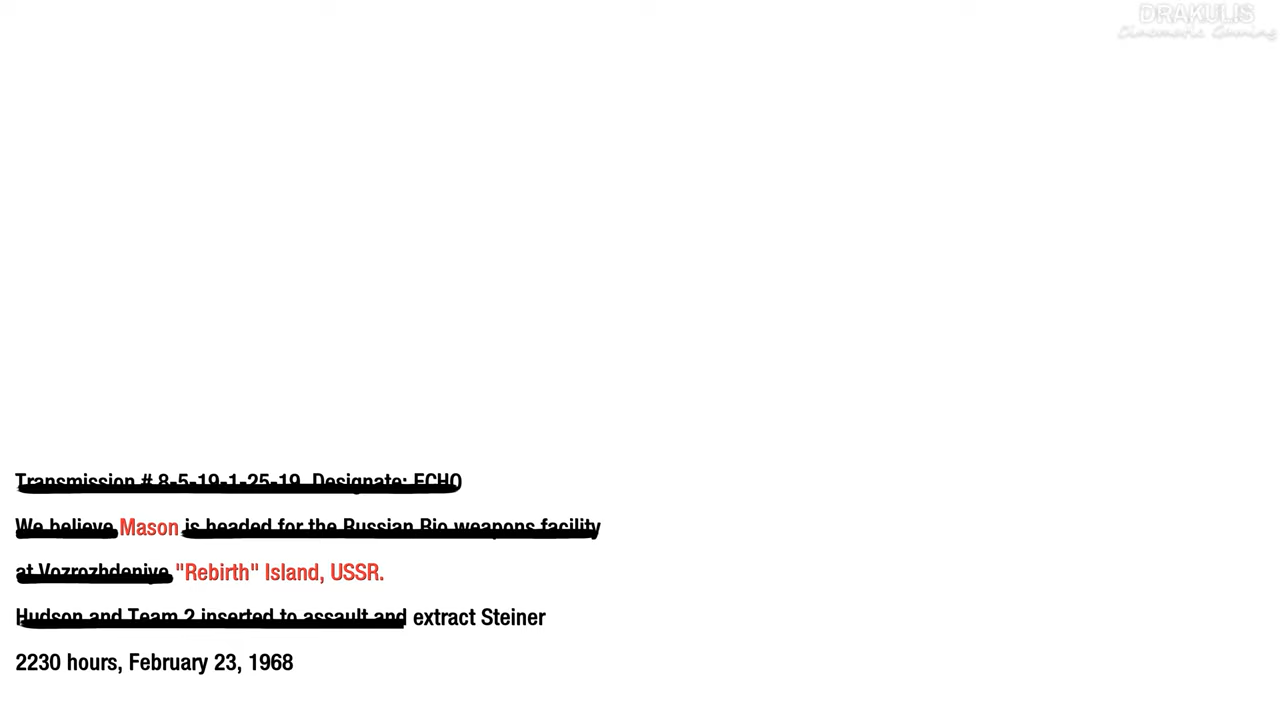 DRAKULIS
Cinematic Gaming
Transmission # 8-5-19-1-25-19, Designate: ECHO
We believe Mason is headed for the Russian Bio weapons facility
at Vozrozhdeniye "Rebirth" Island, USSR.
Hudson and Team 2 inserted to assault and extract Steiner
2230 hours, February 23, 1968